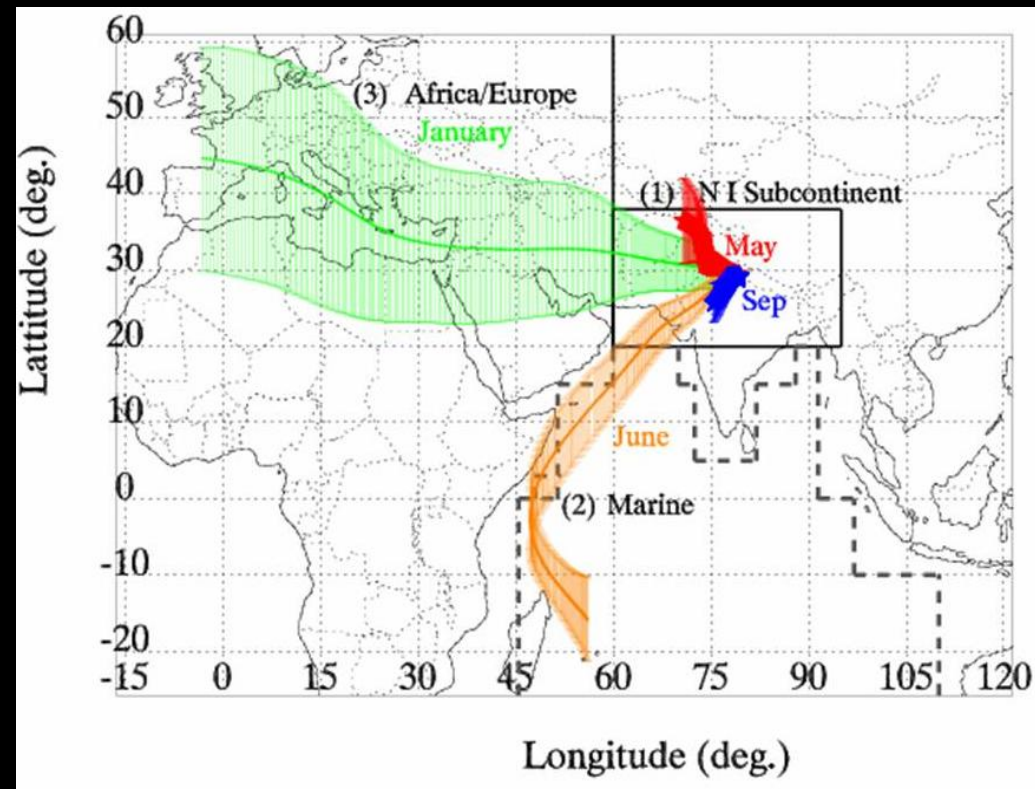 60
50
40
30
20
10
0
-10
-20
Lattitude (deg.)
(3) Africa/Europe
January
(1) N I Subcontinent
May
Sep
June
(2) Marine
-15 0 15 30 45 60 75 90 105 120
Longitude (deg.)